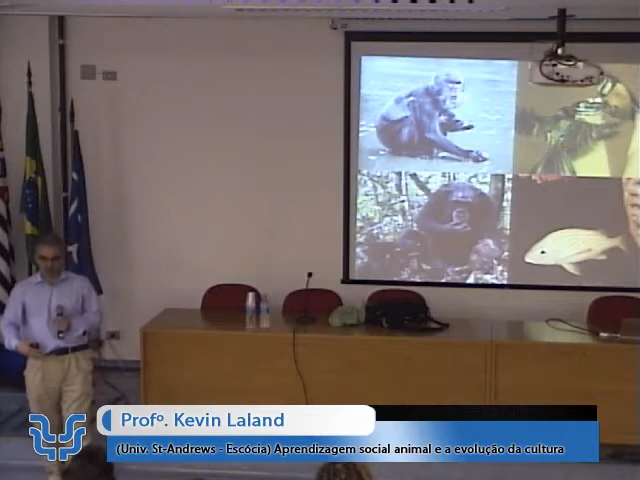 Profº. Kevin Laland
(Univ. St-Andrews - Escócia) Aprendizagem social animal e a evolução da cultura